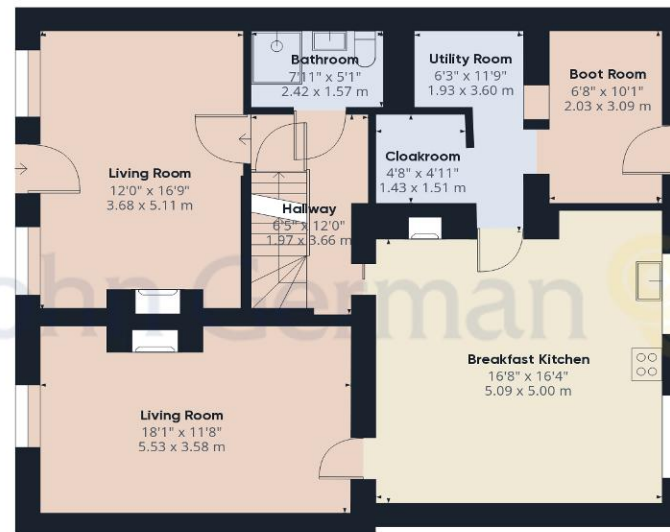 Bathroom
7'11" x 5'1"
2.42 x 1.57 m
Utility Room
6'3" x 11'9"
1.93 x 3.60 m
Boot Room
6'8" x 10'1"
2.03 x 3.09 m
Living Room
12'0" x 16'9"
3.68 x 5.11 m
Cloakroom
4'8" x 4'11"
1.43 x 1.51 m
Hallway
6'5" x 12'0"
1.97 x 3.66 m
John German
Breakfast Kitchen
16'8" x 16'4"
5.09 x 5.00 m
Living Room
18'1" x 11'8"
5.53 x 3.58 m